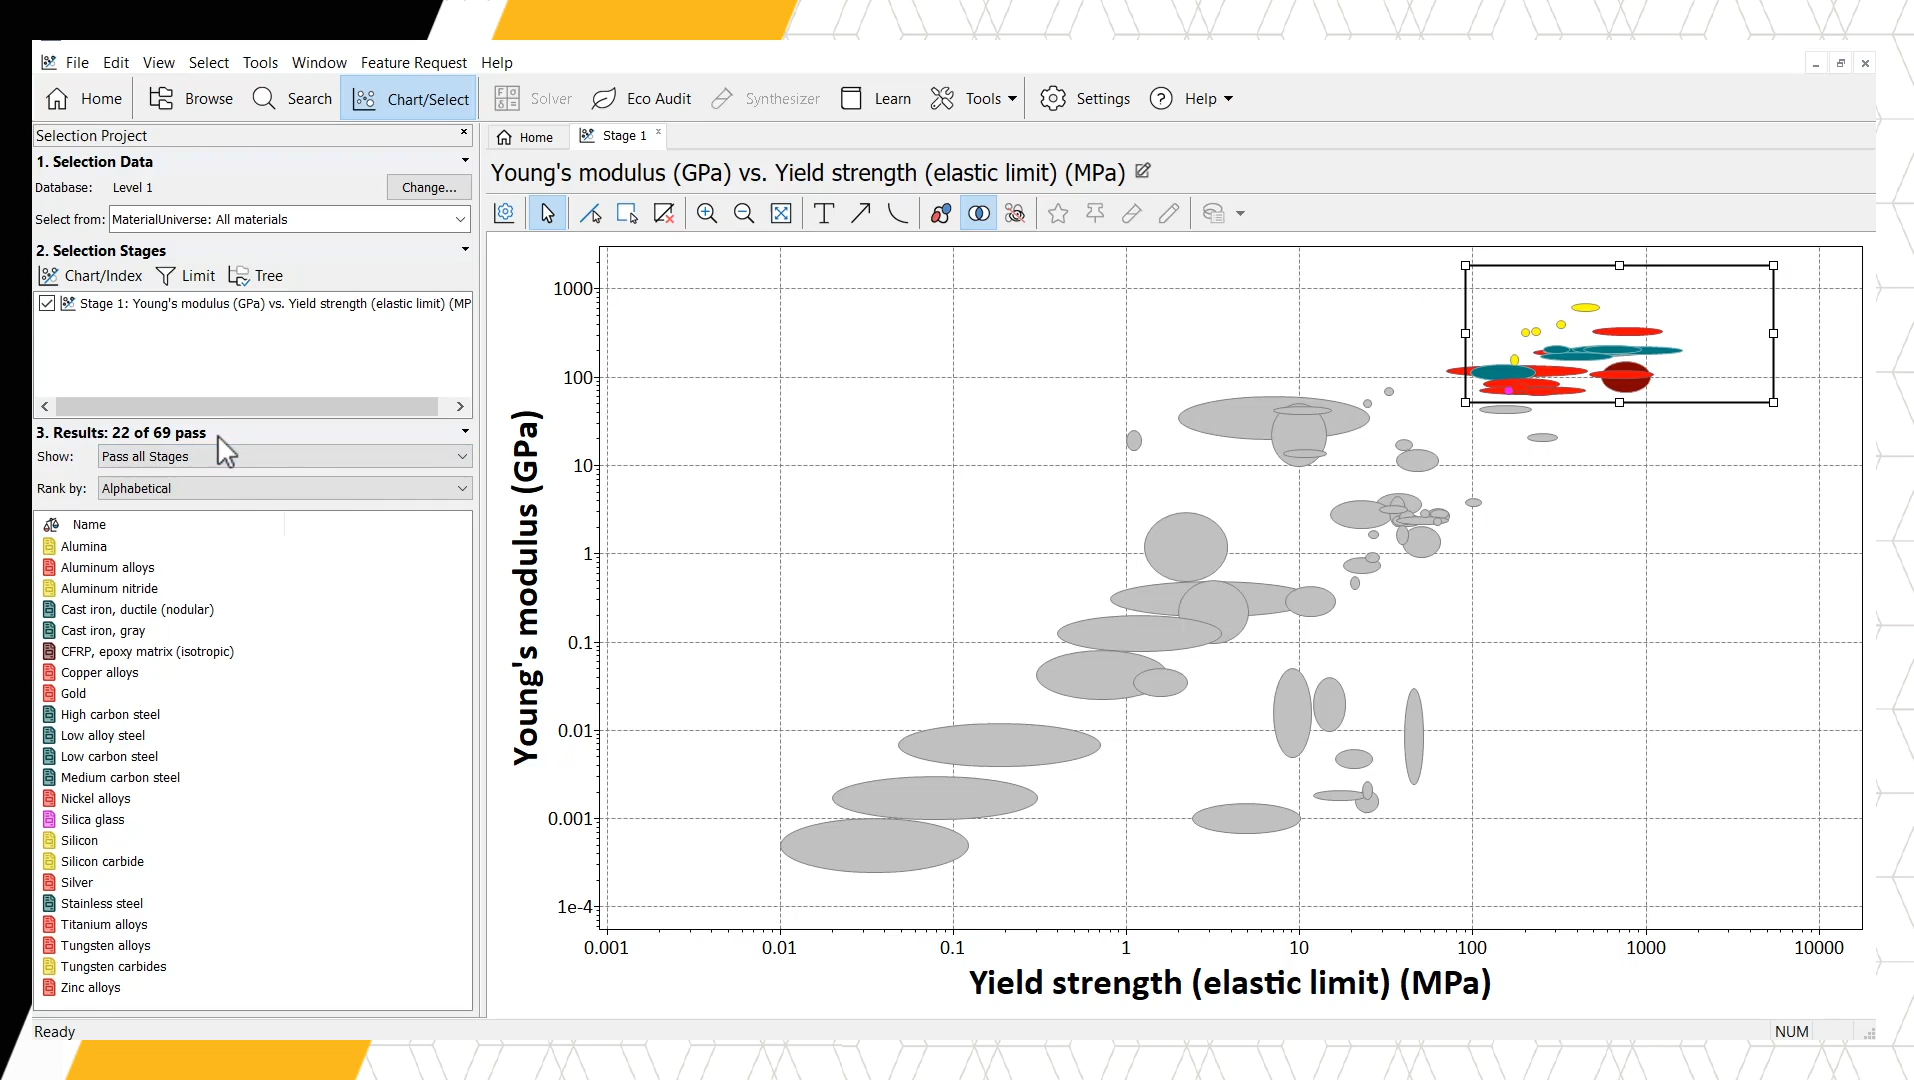 File Edit View Select Tools Window Feature Request Help
Home Browse Search Chart/Select Solver Eco Audit Synthesizer Learn Tools Settings Help
Selection Project
1. Selection Data
Database: Level 1 Change...
Select from: MaterialUniverse: All materials
2. Selection Stages
Chart/Index Limit Tree
Stage 1: Young's modulus (GPa) vs. Yield strength (elastic limit) (MP
3. Results: 22 of 69 pass
Show: Pass all Stages
Rank by: Alphabetical
Name
Alumina
Aluminum alloys
Aluminum nitride
Cast iron, ductile (nodular)
Cast iron, gray
CFRP, epoxy matrix (isotropic)
Copper alloys
Gold
High carbon steel
Low alloy steel
Low carbon steel
Medium carbon steel
Nickel alloys
Silica glass
Silicon
Silicon carbide
Silver
Stainless steel
Titanium alloys
Tungsten alloys
Tungsten carbides
Zinc alloys
Home Stage 1
Young's modulus (GPa) vs. Yield strength (elastic limit) (MPa)
Young's modulus (GPa)
1000
100
10
1
0.1
0.01
0.001
1e-4
0.001 0.01 0.1 1 10 100 1000 10000
Yield strength (elastic limit) (MPa)
Ready NUM